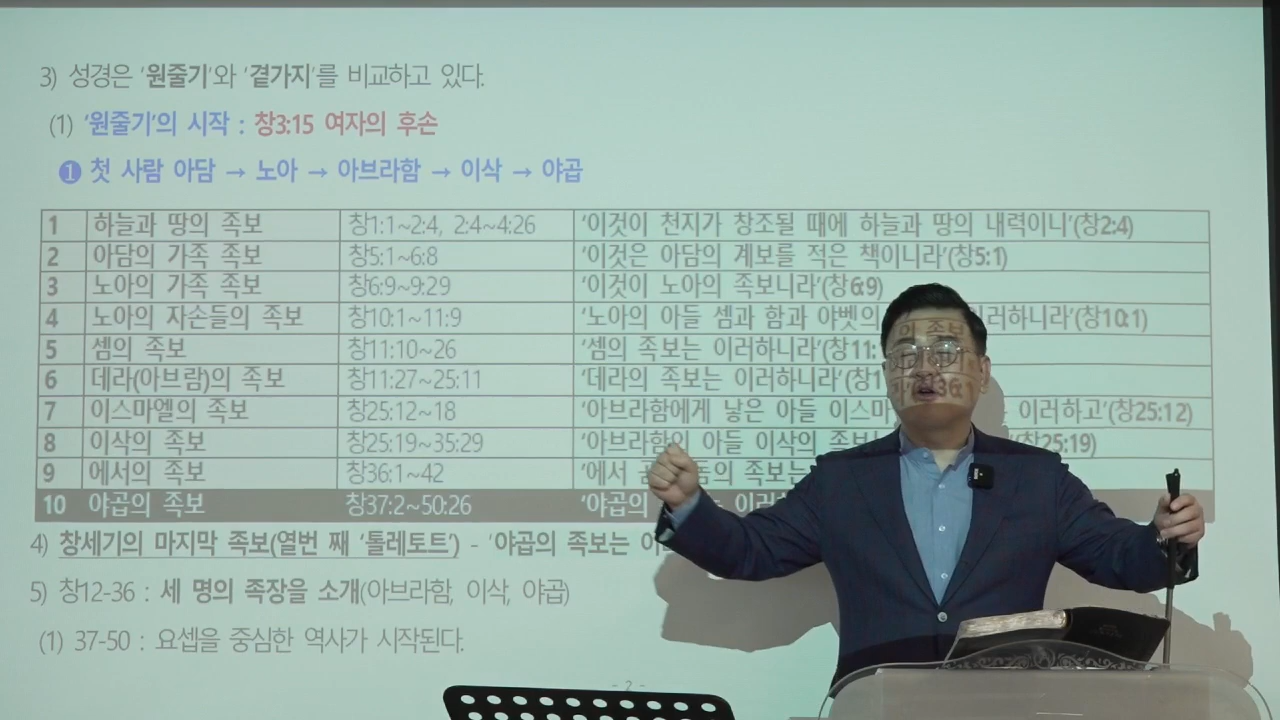 3) 성경은 '원줄기'와 '곁가지'를 비교하고 있다.
(1) '원줄기'의 시작 : 창3:15 여자의 후손
❶ 첫 사람 아담 → 노아 → 아브라함 → 이삭 → 야곱
1 하늘과 땅의 족보 창1:1~2:4, 2:4~4:26 '이것이 천지가 창조될 때에 하늘과 땅의 내력이니'(창2:4)
2 아담의 가족 족보 창5:1~6:8 '이것은 아담의 계보를 적은 책이니라'(창5:1)
3 노아의 가족 족보 창6:9~9:29 '이것이 노아의 족보니라'(창6:9)
4 노아의 자손들의 족보 창10:1~11:9 '노아의 아들 셈과 함과 야벳의 이러하니라'(창10:1)
5 셈의 족보 창11:10~26 '셈의 족보는 이러하니라'(창11:
6 데라(아브람)의 족보 창11:27~25:11 '데라의 족보는 이러하니라'(창1
7 이스마엘의 족보 창25:12~18 '아브라함에게 낳은 아들 이스마 이러하고'(창25:12)
8 이삭의 족보 창25:19~35:29 '아브라함의 아들 이삭의 족보 (창25:19)
9 에서의 족보 창36:1~42 '에서 의 족보는
10 야곱의 족보 창37:2~50:26 '야곱의
4) 창세기의 마지막 족보(열번 째 '톨레토트') - '야곱의 족보는
5) 창12-36 : 세 명의 족장을 소개(아브라함, 이삭, 야곱)
(1) 37-50 : 요셉을 중심한 역사가 시작된다.
- 2 -